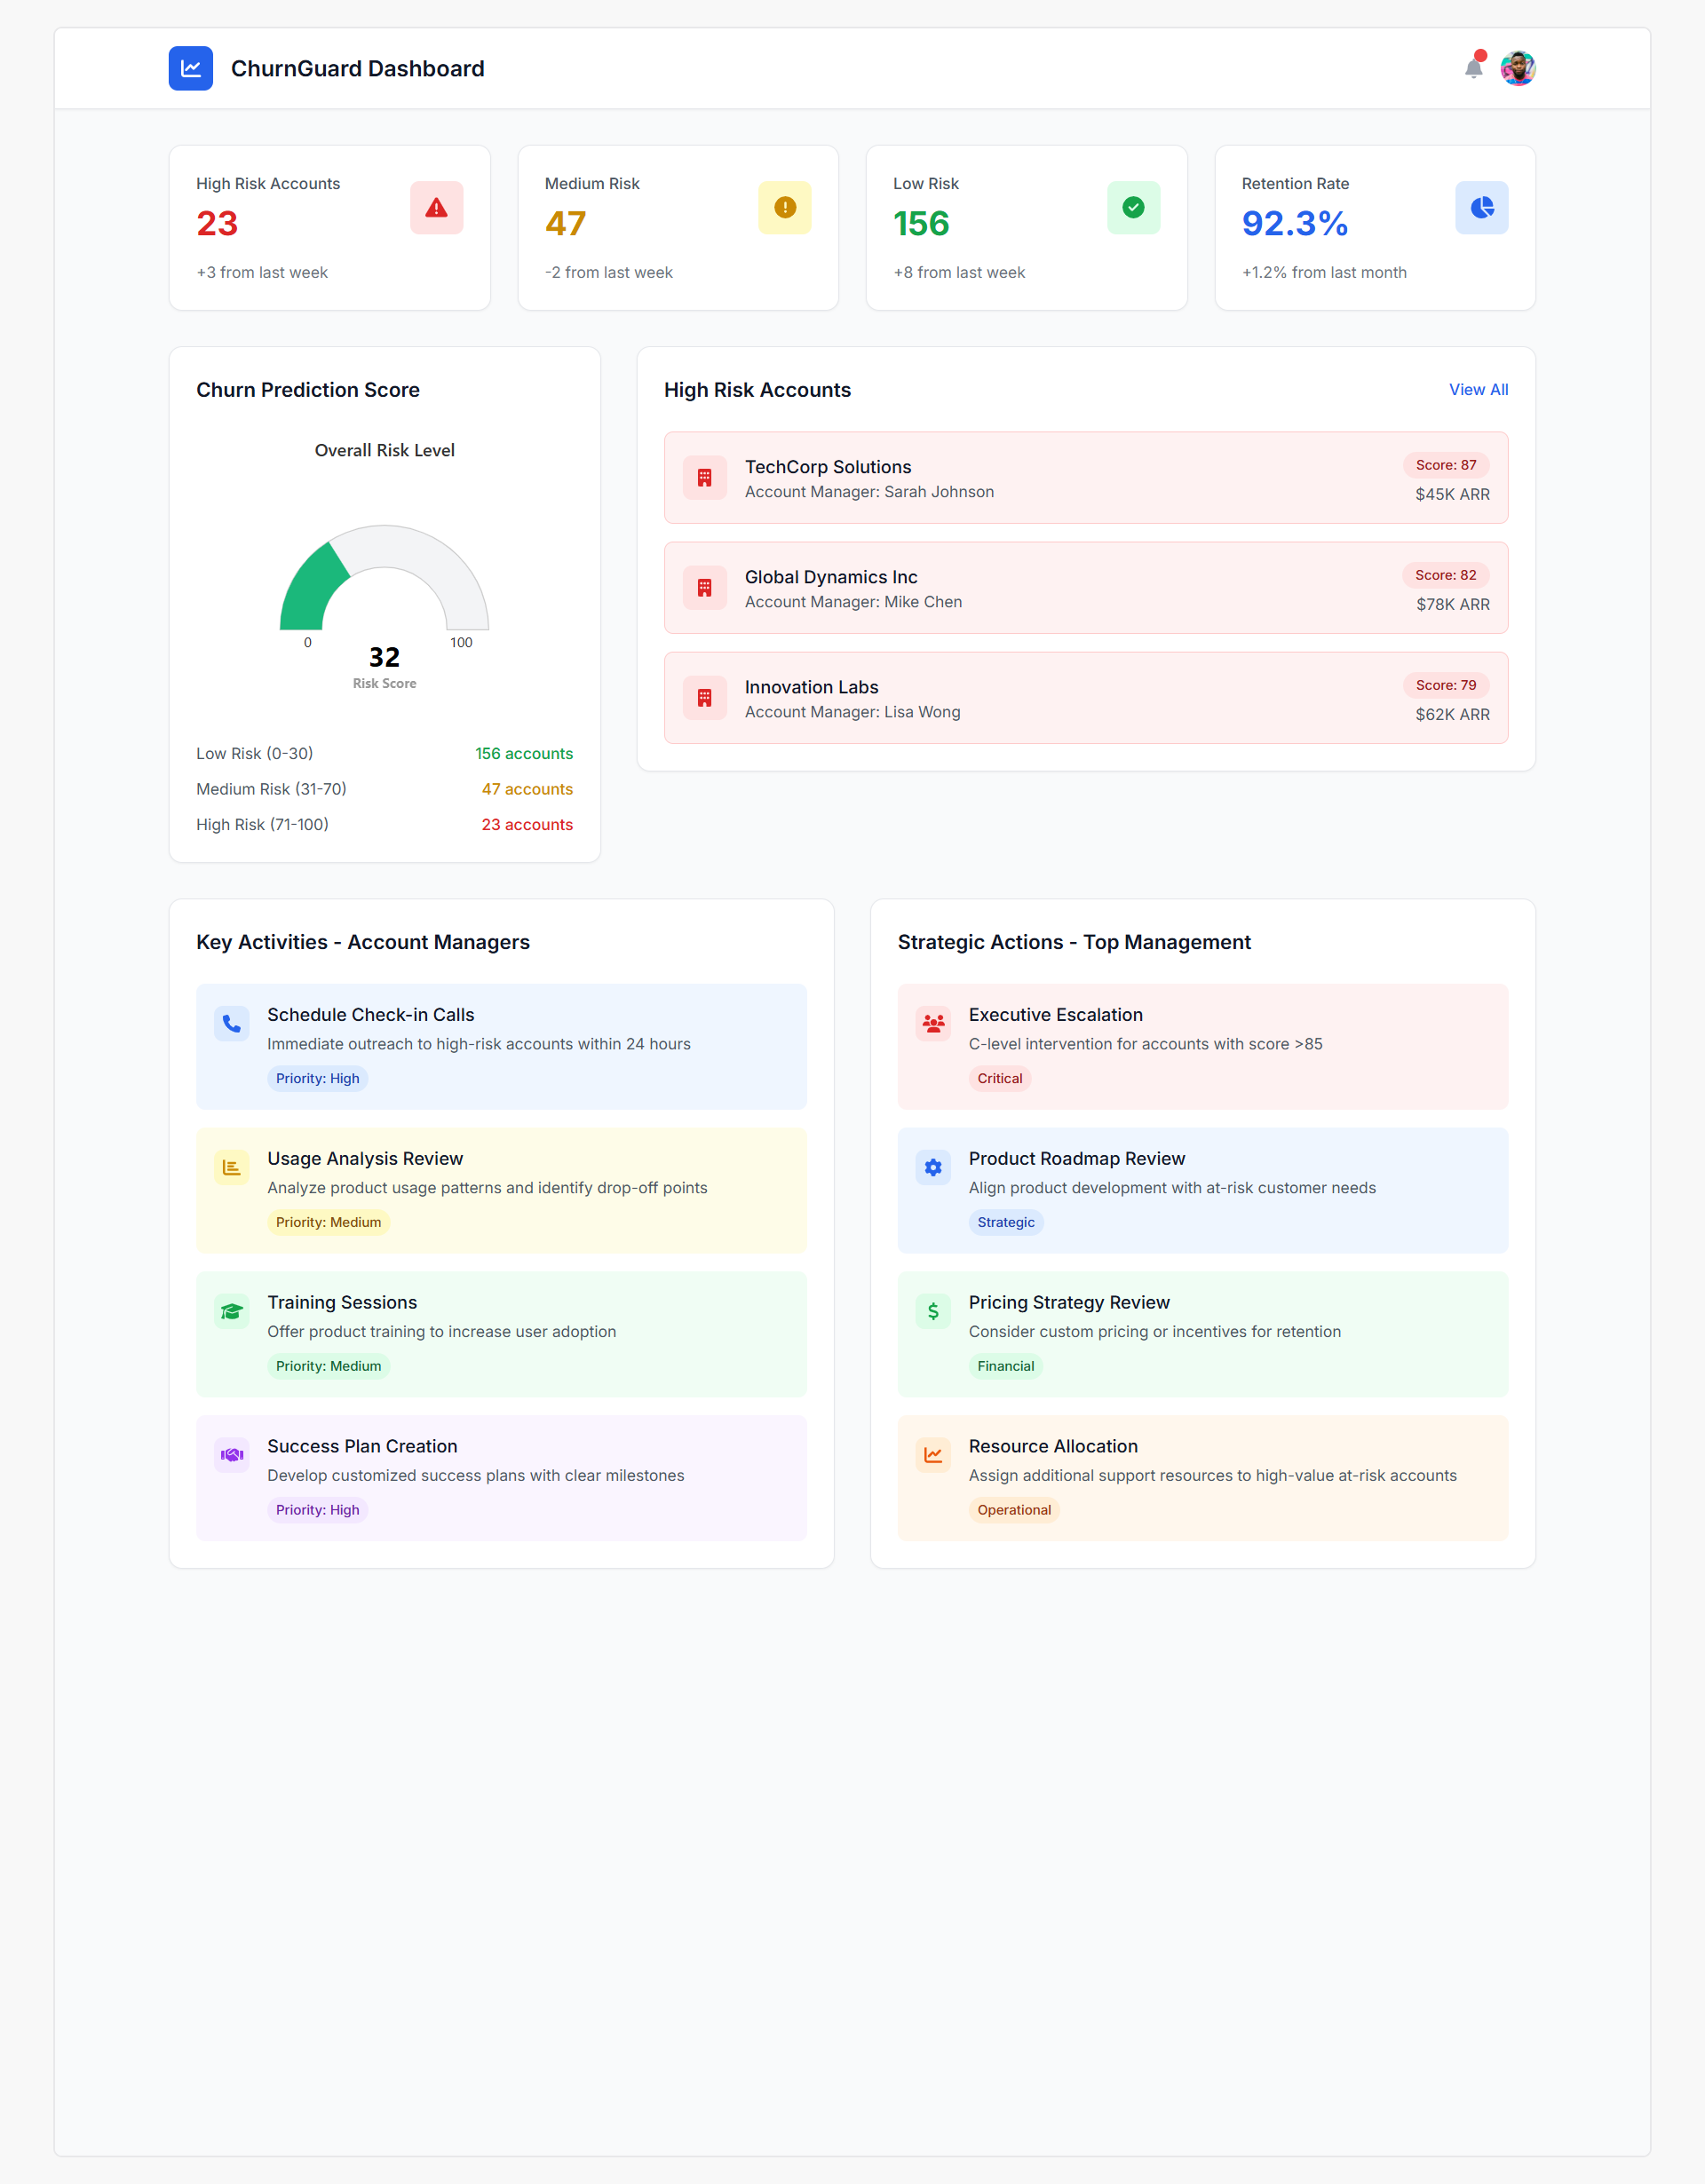 ChurnGuard Dashboard
High Risk Accounts
23
+3 from last week
Medium Risk
47
-2 from last week
Low Risk
156
+8 from last week
Retention Rate
92.3%
+1.2% from last month
Churn Prediction Score
Overall Risk Level
0
100
32
Risk Score
Low Risk (0-30)
156 accounts
Medium Risk (31-70)
47 accounts
High Risk (71-100)
23 accounts
High Risk Accounts
View All
TechCorp Solutions
Account Manager: Sarah Johnson
Score: 87
$45K ARR
Global Dynamics Inc
Account Manager: Mike Chen
Score: 82
$78K ARR
Innovation Labs
Account Manager: Lisa Wong
Score: 79
$62K ARR
Key Activities - Account Managers
Schedule Check-in Calls
Immediate outreach to high-risk accounts within 24 hours
Priority: High
Usage Analysis Review
Analyze product usage patterns and identify drop-off points
Priority: Medium
Training Sessions
Offer product training to increase user adoption
Priority: Medium
Success Plan Creation
Develop customized success plans with clear milestones
Priority: High
Strategic Actions - Top Management
Executive Escalation
C-level intervention for accounts with score >85
Critical
Product Roadmap Review
Align product development with at-risk customer needs
Strategic
Pricing Strategy Review
Consider custom pricing or incentives for retention
Financial
Resource Allocation
Assign additional support resources to high-value at-risk accounts
Operational